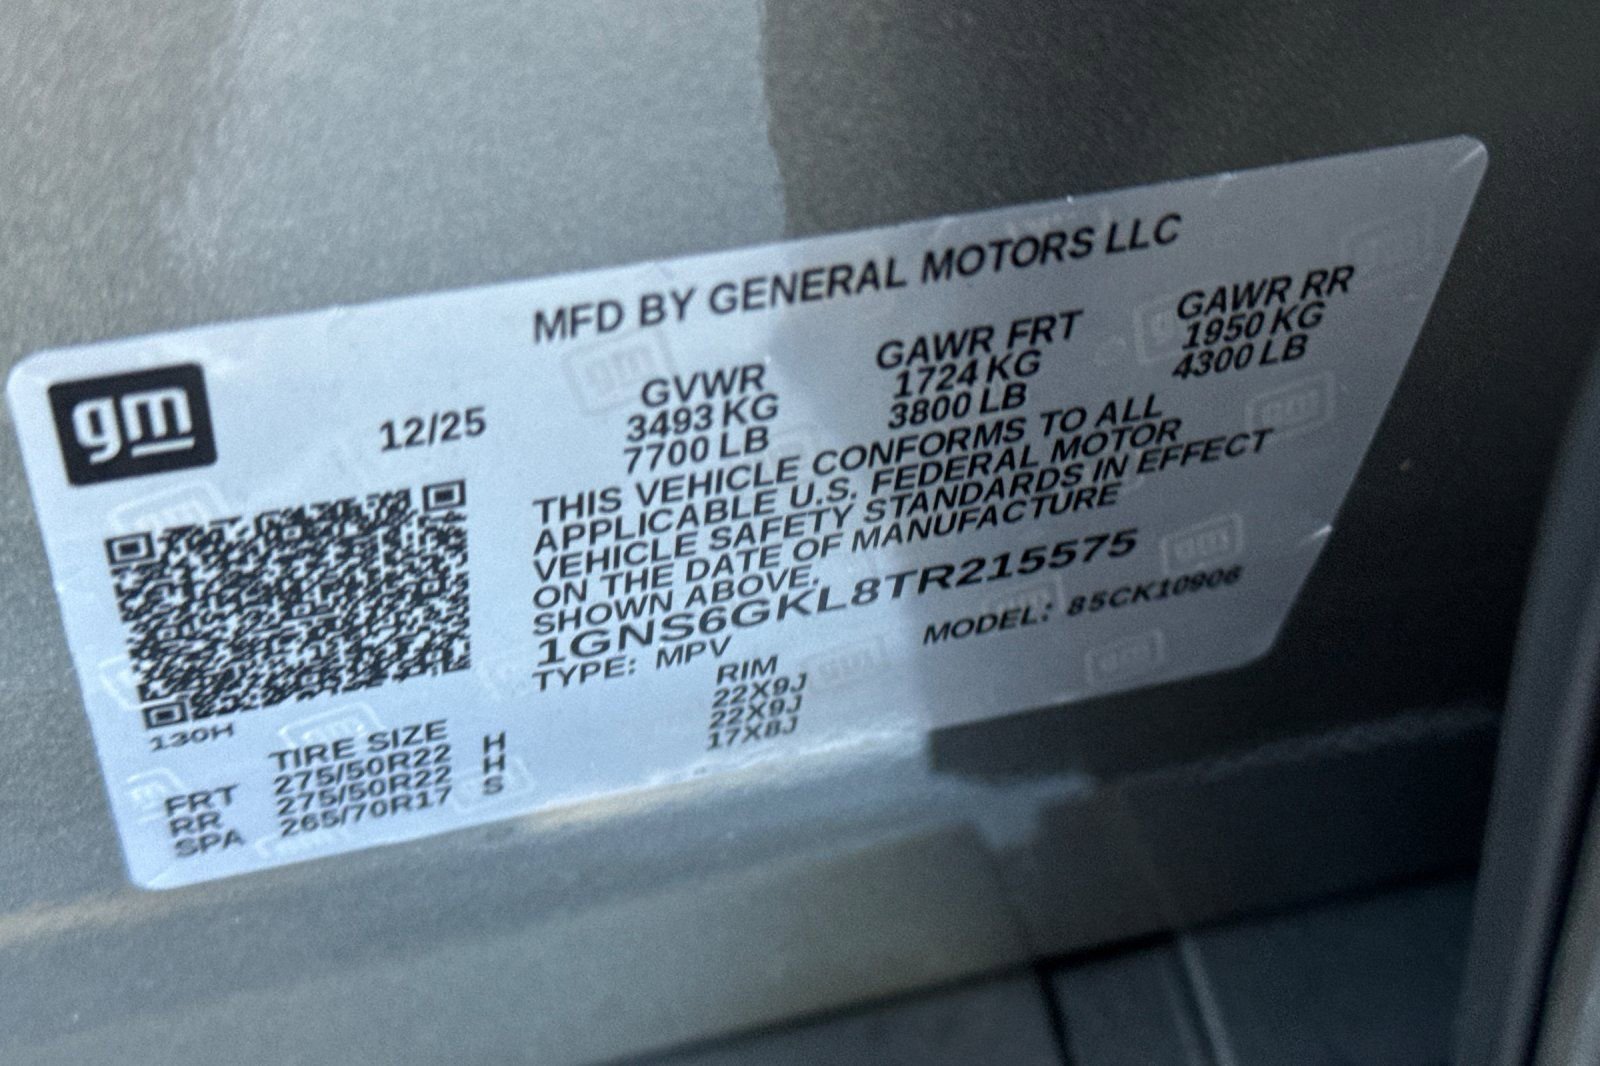 MFD BY GENERAL MOTORS LLC
gm
12/25
GVWR GAWR FRT GAWR RR
3493 KG 1724 KG 1950 KG
7700 LB 3800 LB 4300 LB
THIS VEHICLE CONFORMS TO ALL
APPLICABLE U.S. FEDERAL MOTOR
VEHICLE SAFETY STANDARDS IN EFFECT
ON THE DATE OF MANUFACTURE
SHOWN ABOVE.
1GNS6GKL8TR215575
TYPE: MPV MODEL: 85CK10906
130H
TIRE SIZE RIM
FRT 275/50R22 H 22X9J
RR 275/50R22 H 22X9J
SPA 265/70R17 S 17X8J